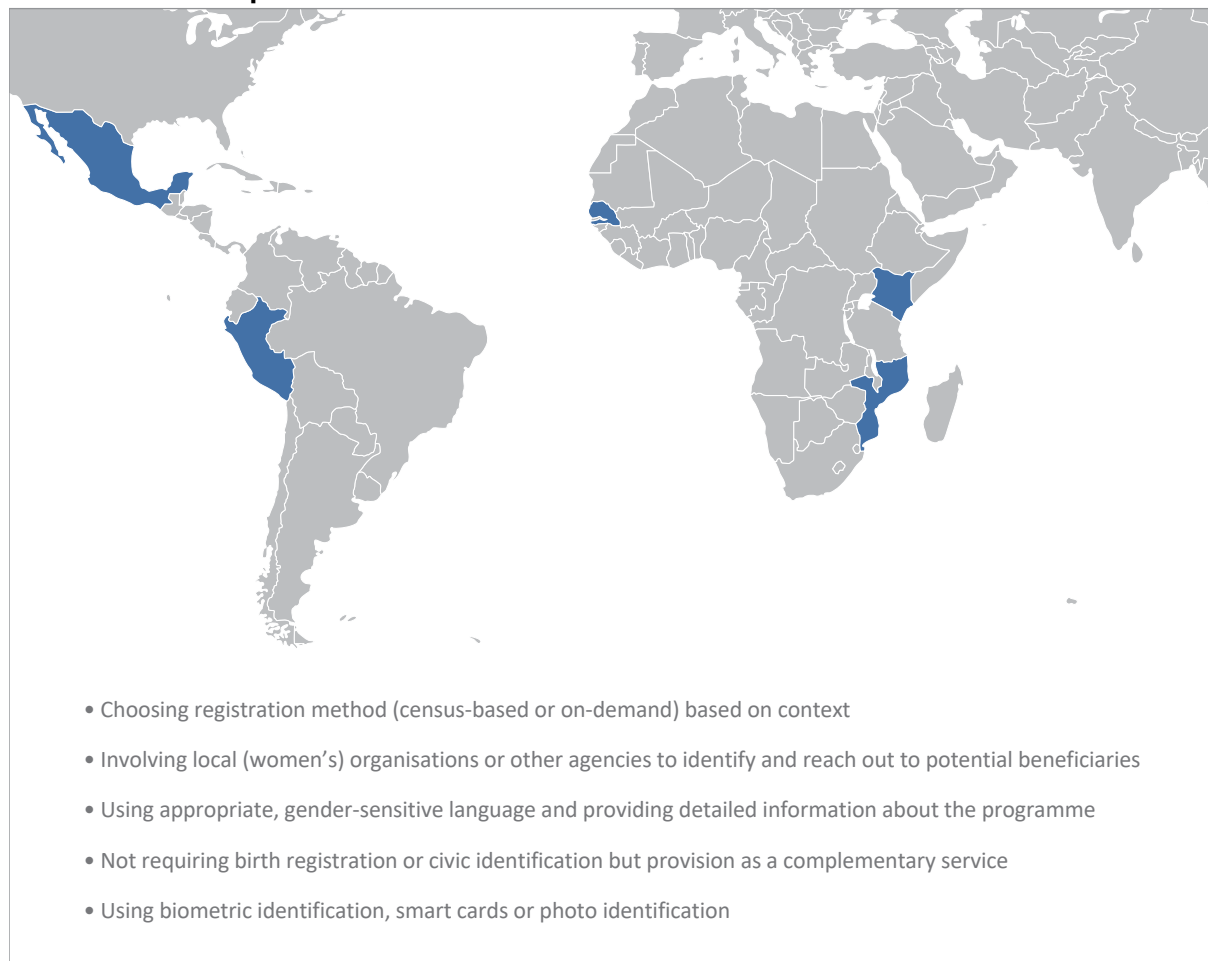 • Choosing registration method (census-based or on-demand) based on context
• Involving local (women's) organisations or other agencies to identify and reach out to potential beneficiaries
• Using appropriate, gender-sensitive language and providing detailed information about the programme
• Not requiring birth registration or civic identification but provision as a complementary service
• Using biometric identification, smart cards or photo identification